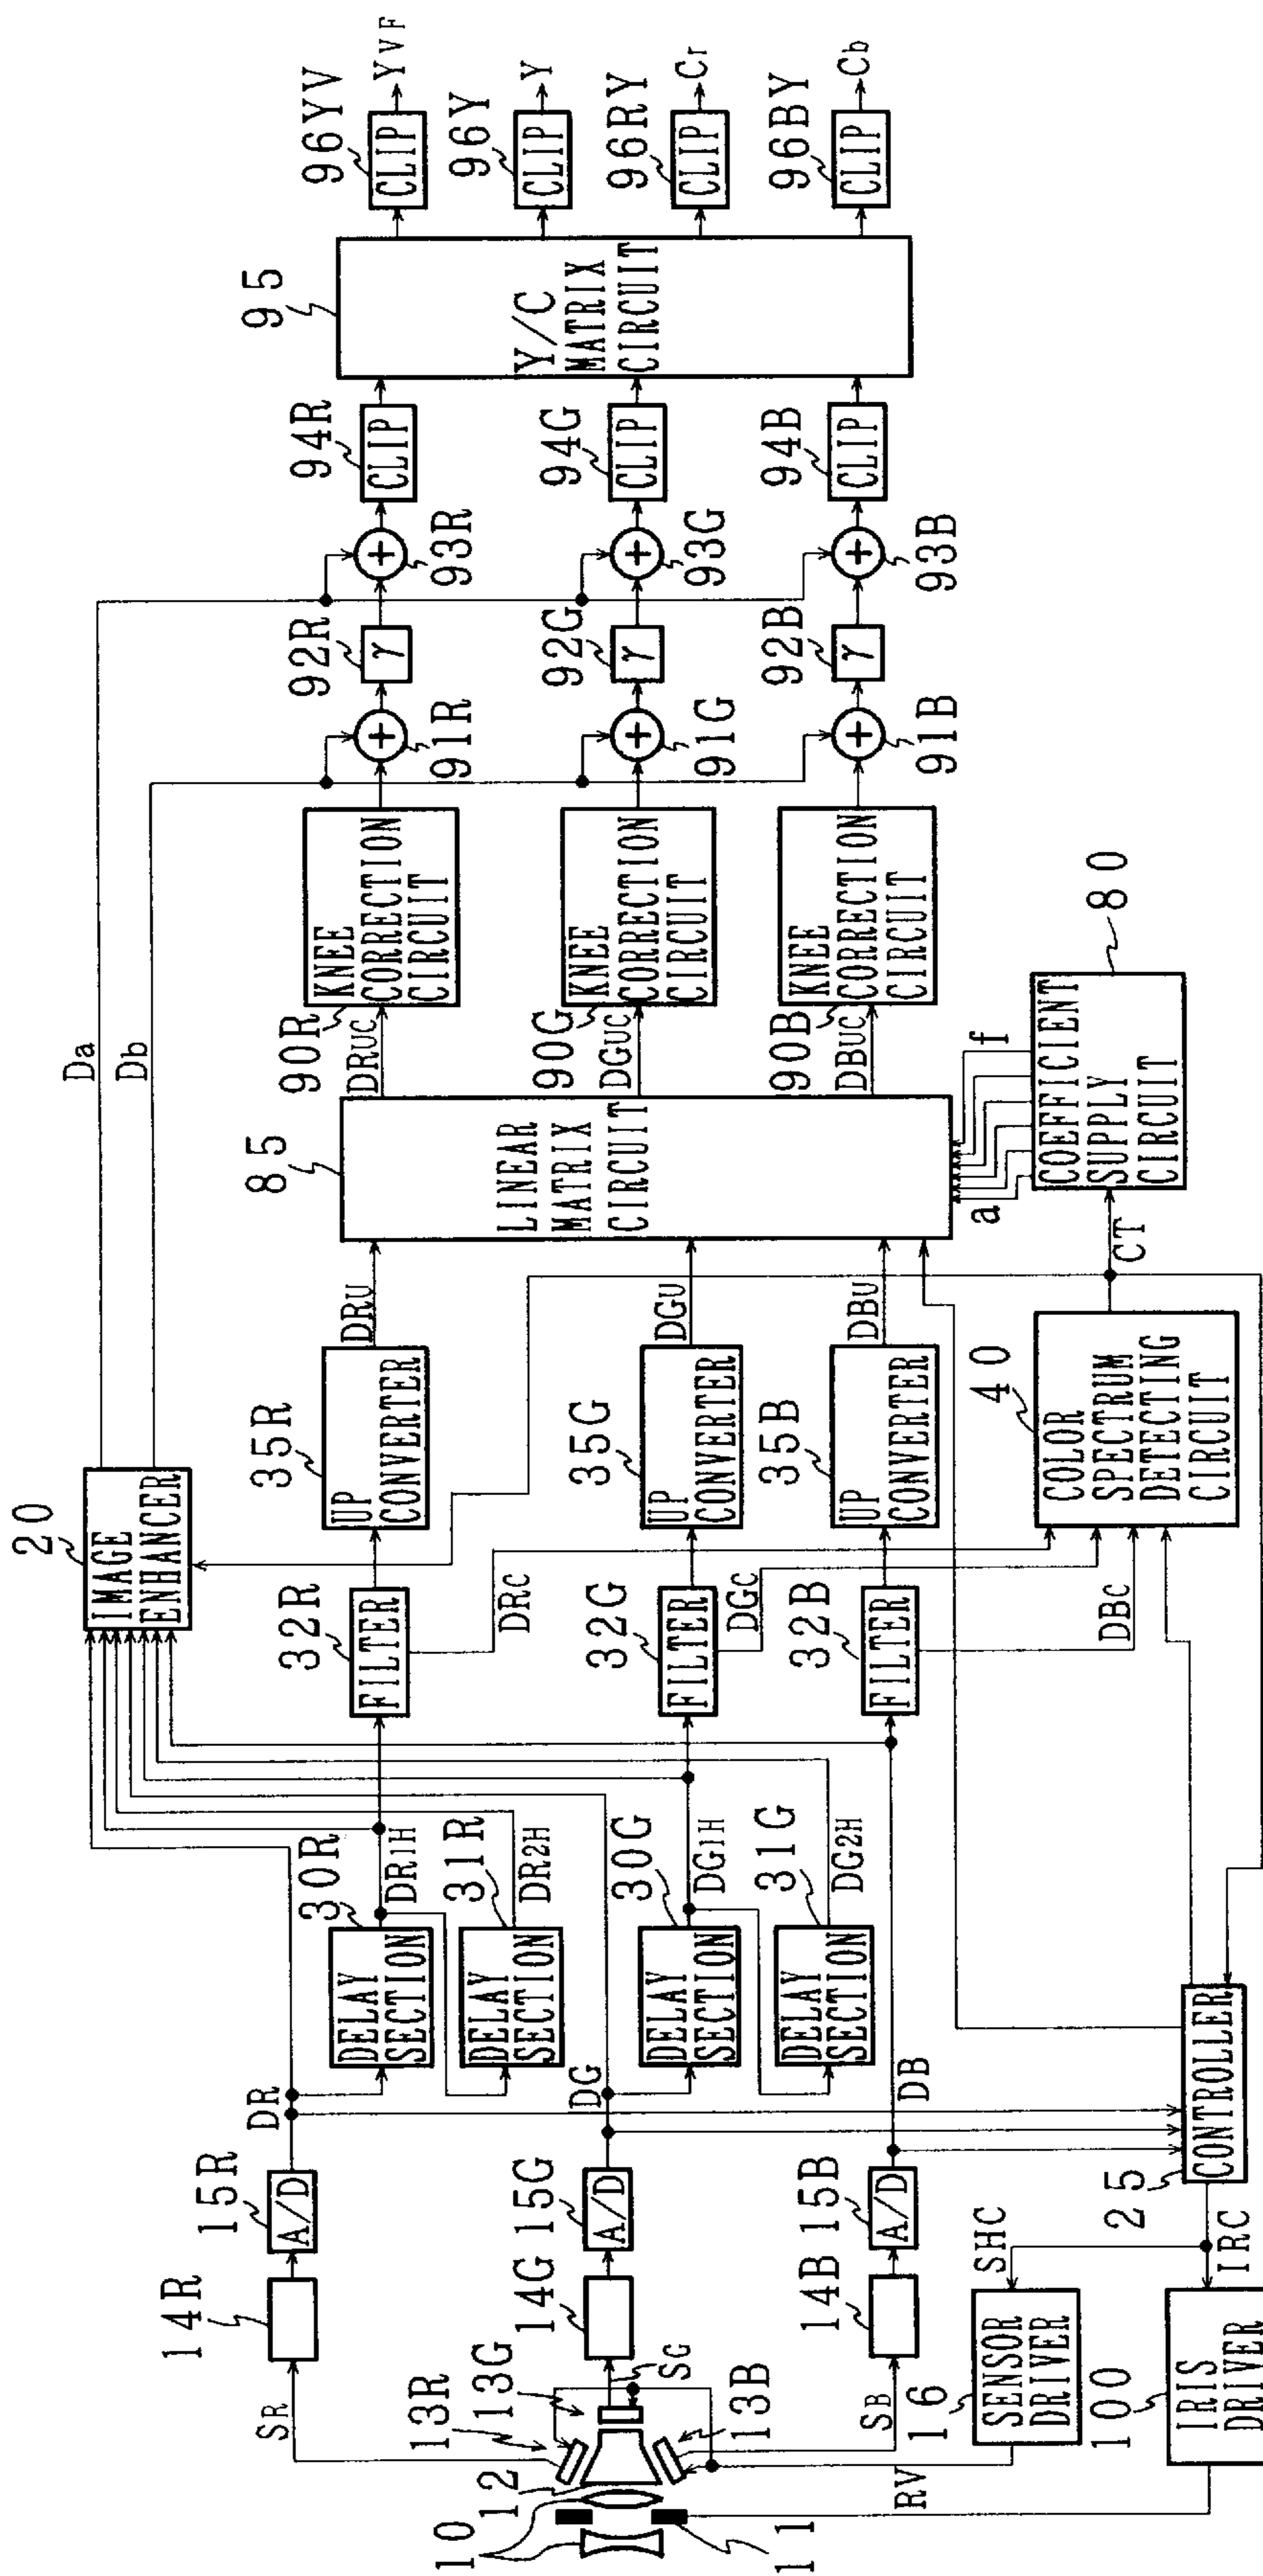 10
11
12
13R
13G
13B
SR
SG
SB
RV
14R
14G
14B
15R
A/D
15G
A/D
15B
A/D
16
SENSOR
DRIVER
100
IRIS
DRIVER
SHC
IRC
25
CONTROLLER
DR
DG
DB
30R
DELAY
SECTION
DR1H
31R
DELAY
SECTION
DR2H
30G
DELAY
SECTION
DG1H
31G
DELAY
SECTION
DG2H
20
IMAGE
ENHANCER
Da
Db
32R
FILTER
DRC
32G
FILTER
DGC
32B
FILTER
DBC
35R
UP
CONVERTER
DRU
35G
UP
CONVERTER
DGU
35B
UP
CONVERTER
DBU
40
COLOR
SPECTRUM
DETECTING
CIRCUIT
CT
80
COEFFICIENT
SUPPLY
CIRCUIT
a
f
85
LINEAR
MATRIX
CIRCUIT
DRUC
DGUC
DBUC
90R
KNEE
CORRECTION
CIRCUIT
90G
KNEE
CORRECTION
CIRCUIT
90B
KNEE
CORRECTION
CIRCUIT
91R
+
91G
+
91B
+
92R
γ
92G
γ
92B
γ
93R
+
93G
+
93B
+
94R
CLIP
94G
CLIP
94B
CLIP
95
Y/C
MATRIX
CIRCUIT
96YV
CLIP
YVF
96Y
CLIP
Y
96RY
CLIP
Cr
96BY
CLIP
Cb